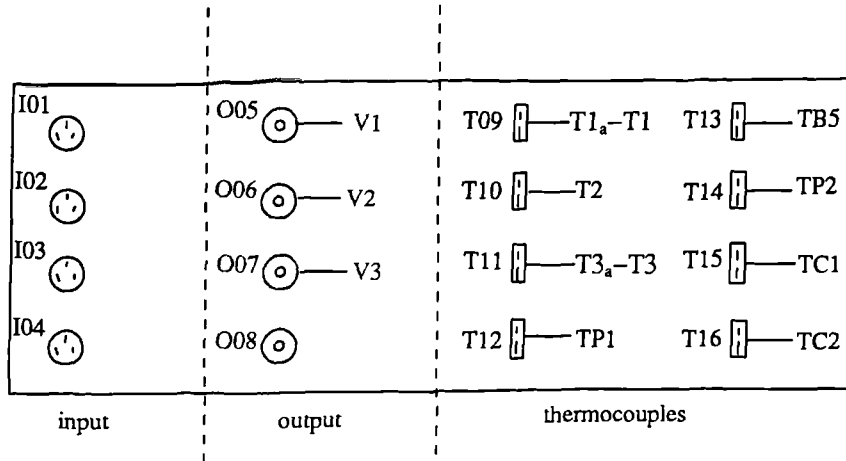 I01
I02
I03
I04
input
O05 V1
O06 V2
O07 V3
O08
output
T09 T1a–T1
T10 T2
T11 T3a–T3
T12 TP1
T13 TB5
T14 TP2
T15 TC1
T16 TC2
thermocouples